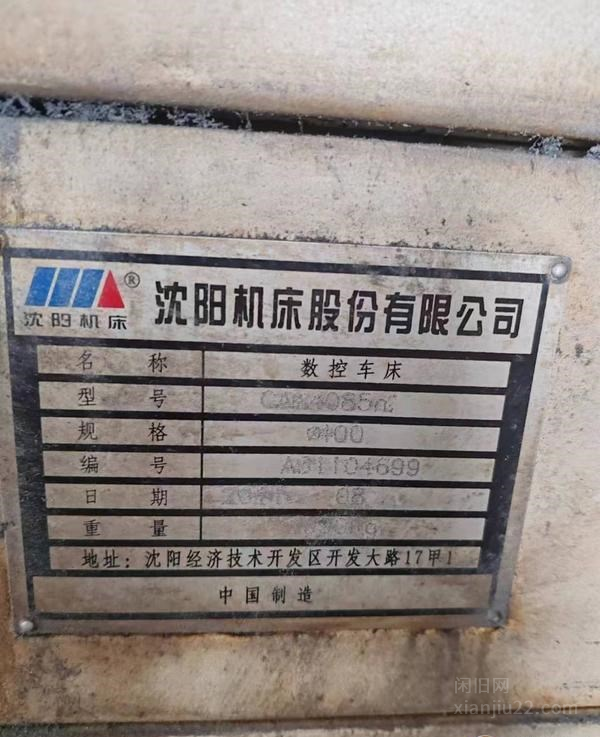 沈阳机床 ® 沈阳机床股份有限公司
名称 数控车床
型号
规格
编号
日期 08
重量
地址: 沈阳经济技术开发区开发大路17甲1
中国制造
闲旧网
xianjiu22.com